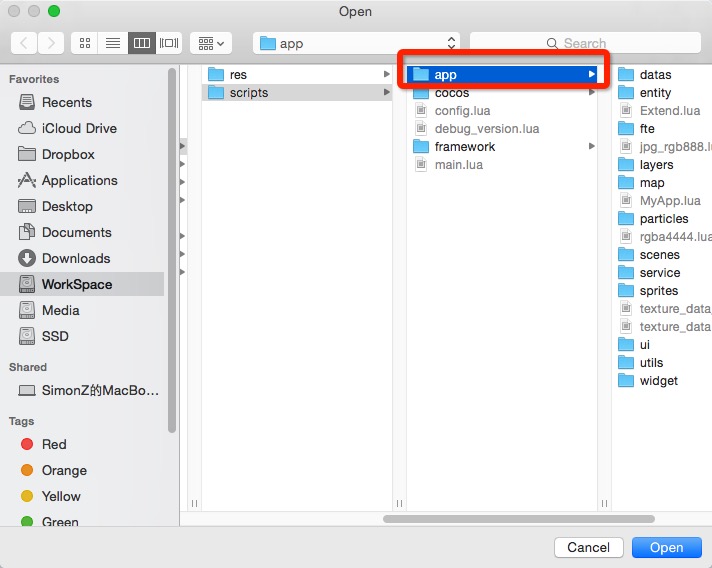 Open
app
Search
Favorites
Recents
iCloud Drive
Dropbox
Applications
Desktop
Documents
Downloads
WorkSpace
Media
SSD
Shared
SimonZ的MacBo...
Tags
Red
Orange
Yellow
Green
res
scripts
app
cocos
config.lua
debug_version.lua
framework
main.lua
datas
entity
Extend.lua
fte
jpg_rgb888.lu
layers
map
MyApp.lua
particles
rgba4444.lua
scenes
service
sprites
texture_data_
texture_data
ui
utils
widget
Cancel
Open